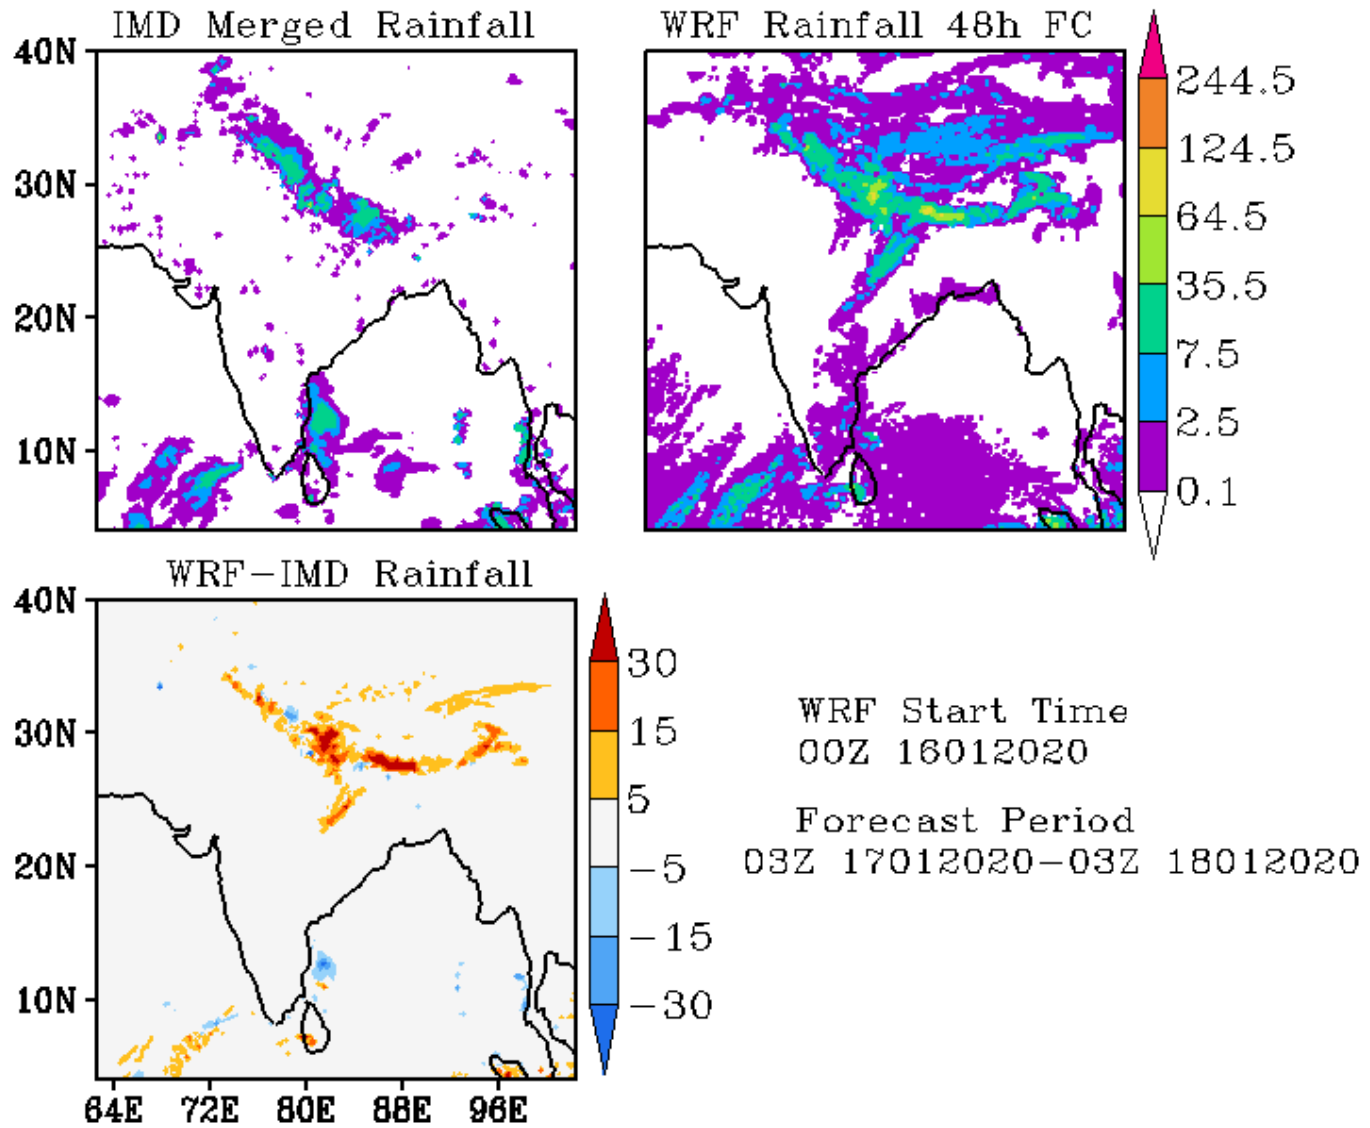 IMD Merged Rainfall
WRF Rainfall 48h FC
40N
30N
20N
10N
244.5
124.5
64.5
35.5
7.5
2.5
0.1
WRF-IMD Rainfall
40N
30N
20N
10N
64E 72E 80E 88E 96E
30
15
5
-5
-15
-30
WRF Start Time
00Z 16012020
Forecast Period
03Z 17012020-03Z 18012020